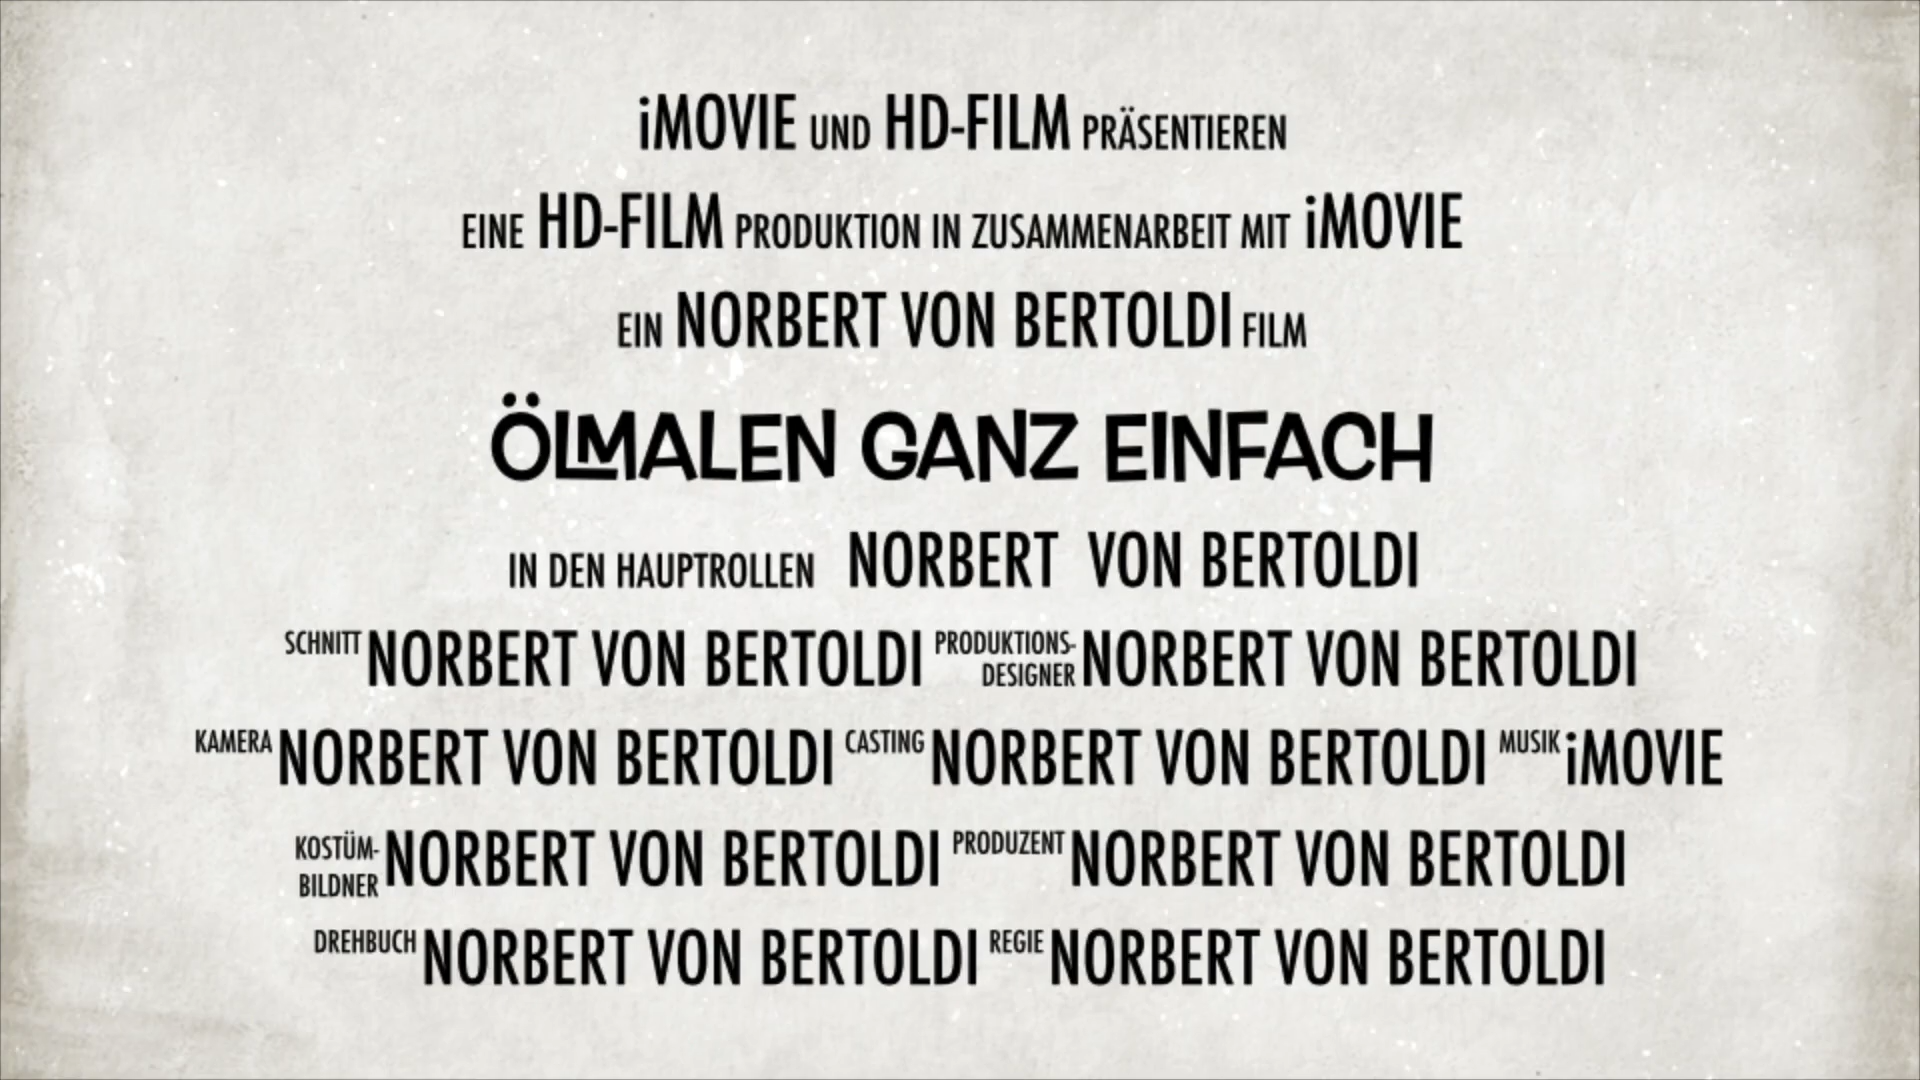 iMOVIE UND HD-FILM PRÄSENTIEREN
EINE HD-FILM PRODUKTION IN ZUSAMMENARBEIT MIT iMOVIE
EIN NORBERT VON BERTOLDI FILM
ÖLMALEN GANZ EINFACH
IN DEN HAUPTROLLEN NORBERT VON BERTOLDI
SCHNITT NORBERT VON BERTOLDI PRODUKTIONS-DESIGNER NORBERT VON BERTOLDI
KAMERA NORBERT VON BERTOLDI CASTING NORBERT VON BERTOLDI MUSIK iMOVIE
KOSTÜM-BILDNER NORBERT VON BERTOLDI PRODUZENT NORBERT VON BERTOLDI
DREHBUCH NORBERT VON BERTOLDI REGIE NORBERT VON BERTOLDI